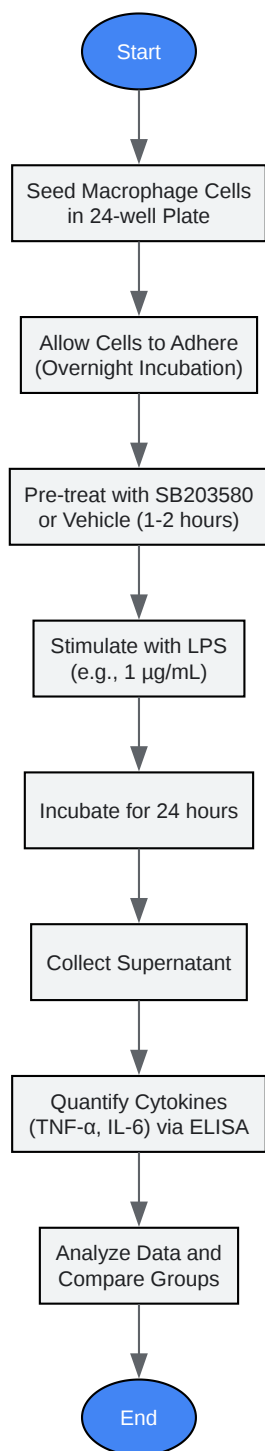 Start
Seed Macrophage Cells
in 24-well Plate
Allow Cells to Adhere
(Overnight Incubation)
Pre-treat with SB203580
or Vehicle (1-2 hours)
Stimulate with LPS
(e.g., 1 µg/mL)
Incubate for 24 hours
Collect Supernatant
Quantify Cytokines
(TNF-α, IL-6) via ELISA
Analyze Data and
Compare Groups
End